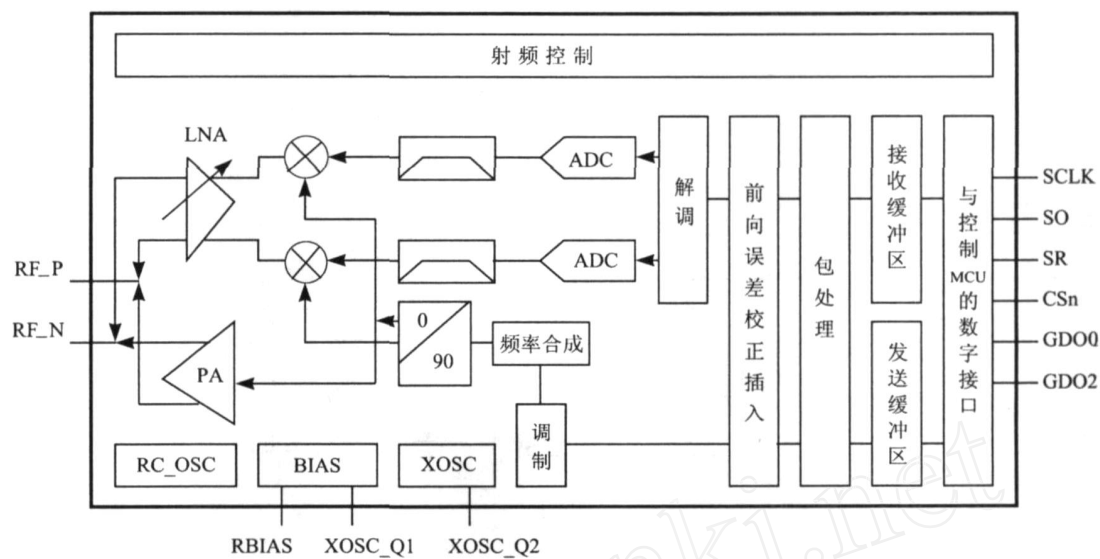 射频控制
LNA
ADC
ADC
解调
前向误差校正插入
包处理
接收缓冲区
发送缓冲区
与控制MCU的数字接口
SCLK
SO
SR
CSn
GDO0
GDO2
RF_P
RF_N
PA
0
90
频率合成
调制
RC_OSC
BIAS
XOSC
RBIAS
XOSC_Q1
XOSC_Q2